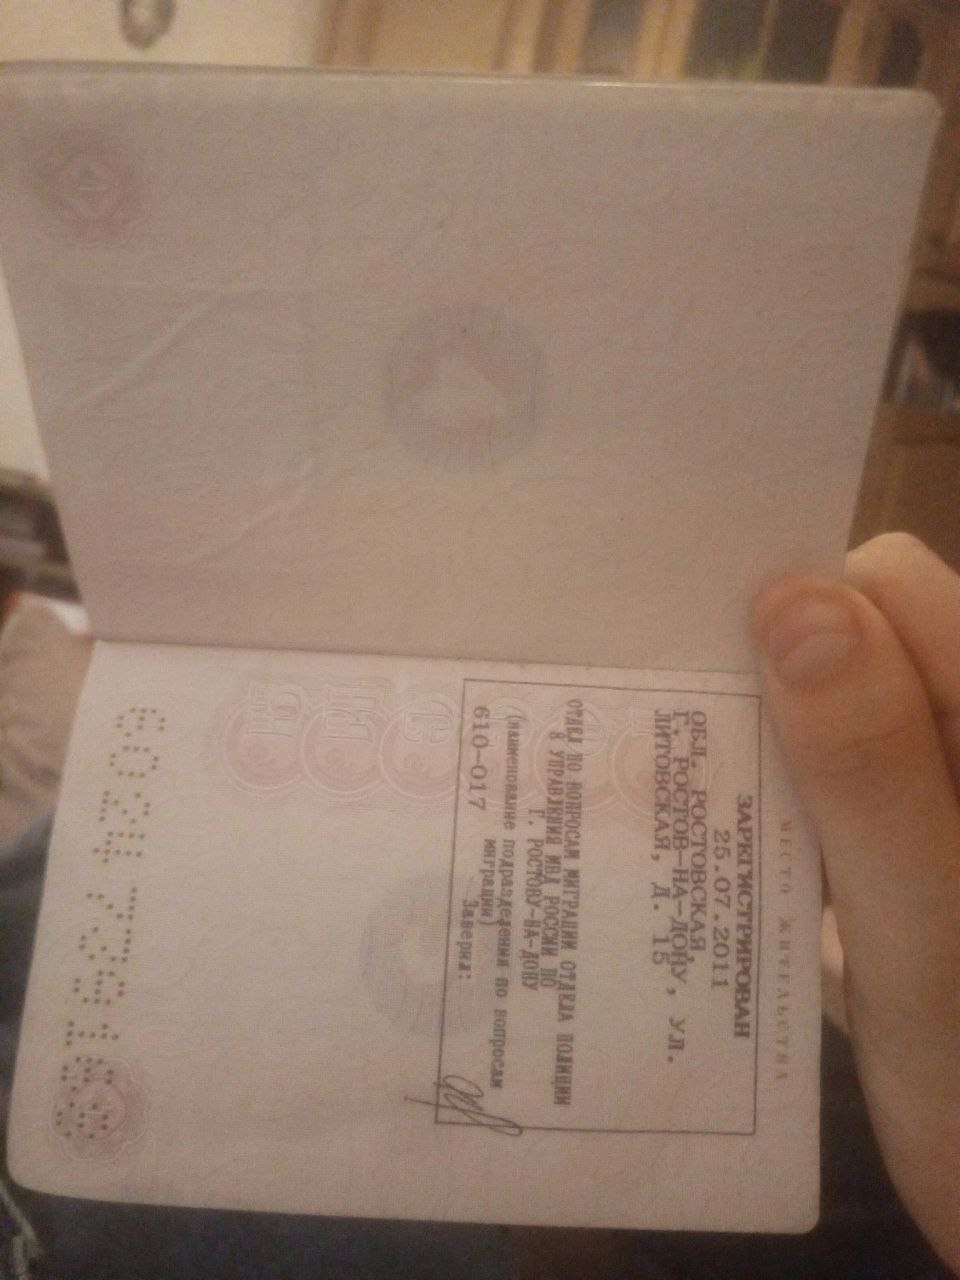 МЕСТО ЖИТЕЛЬСТВА
ЗАРЕГИСТРИРОВАН
25.07.2011
ОБЛ. РОСТОВСКАЯ,
Г. РОСТОВ-НА-ДОНУ, УЛ.
ЛИТОВСКАЯ, Д. 15
ОТДЕЛ ПО ВОПРОСАМ МИГРАЦИИ ОТДЕЛА ПОЛИЦИИ
8 УПРАВЛЕНИЯ МВД РОССИИ ПО
Г. РОСТОВУ-НА-ДОНУ
(наименование подразделения по вопросам
миграции)
610-017
Заверил: